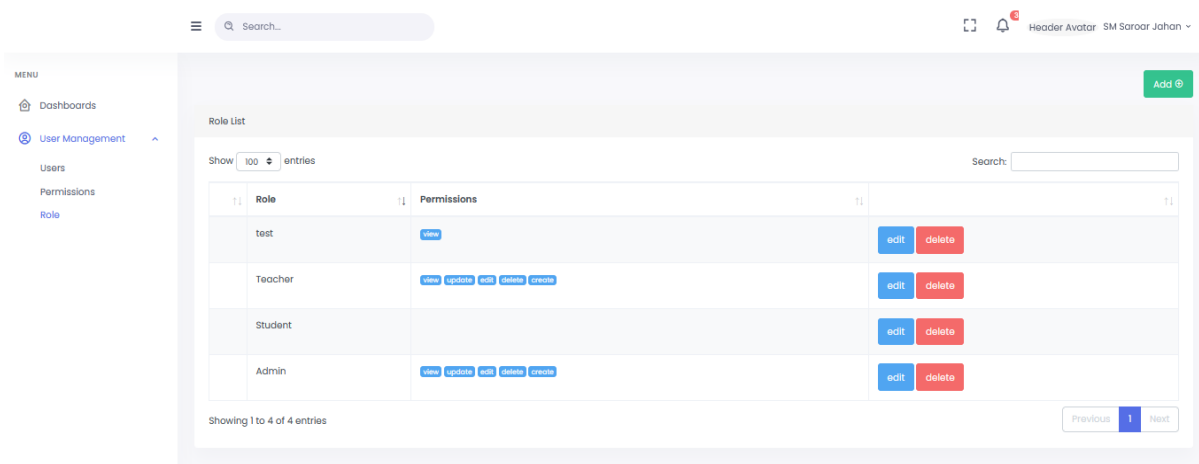 Search...
3
Header Avatar SM Saroar Jahan
MENU
Dashboards
User Management
Users
Permissions
Role
Add
Role List
Show 100 entries
Search:
Role Permissions
test view edit delete
Teacher view update edit delete create edit delete
Student edit delete
Admin view update edit delete create edit delete
Showing 1 to 4 of 4 entries
Previous 1 Next